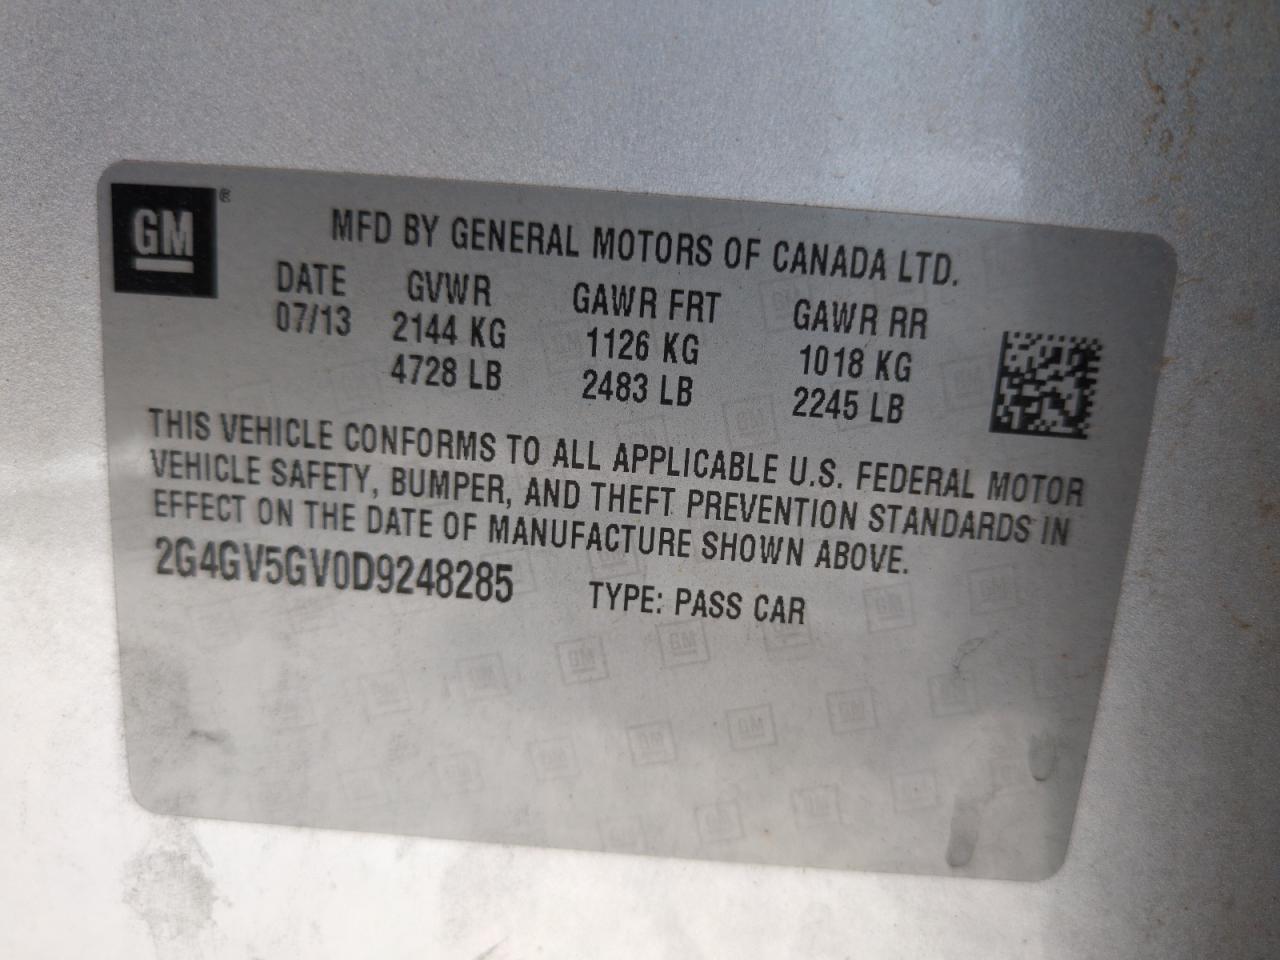 GM®
MFD BY GENERAL MOTORS OF CANADA LTD.
DATE GVWR GAWR FRT GAWR RR
07/13 2144 KG 1126 KG 1018 KG
4728 LB 2483 LB 2245 LB
THIS VEHICLE CONFORMS TO ALL APPLICABLE U.S. FEDERAL MOTOR
VEHICLE SAFETY, BUMPER, AND THEFT PREVENTION STANDARDS IN
EFFECT ON THE DATE OF MANUFACTURE SHOWN ABOVE.
2G4GV5GV0D9248285 TYPE: PASS CAR